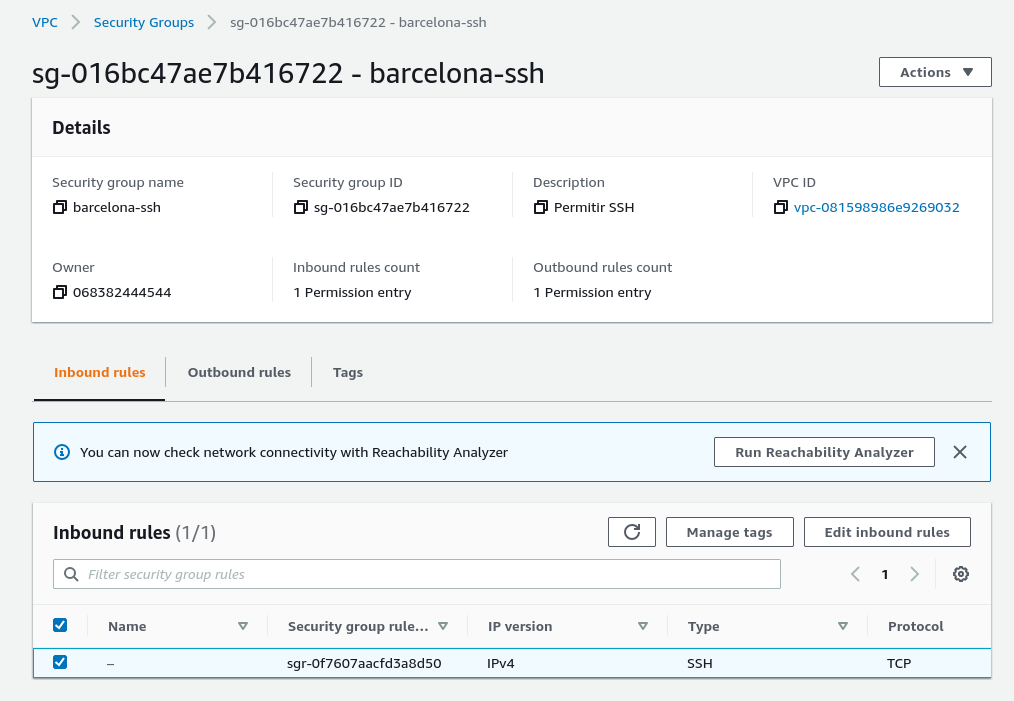 VPC > Security Groups > sg-016bc47ae7b416722 - barcelona-ssh
sg-016bc47ae7b416722 - barcelona-ssh
Actions ▼
Details
Security group name
barcelona-ssh
Security group ID
sg-016bc47ae7b416722
Description
Permitir SSH
VPC ID
vpc-081598986e9269032
Owner
068382444544
Inbound rules count
1 Permission entry
Outbound rules count
1 Permission entry
Inbound rules Outbound rules Tags
You can now check network connectivity with Reachability Analyzer Run Reachability Analyzer
Inbound rules (1/1) Manage tags Edit inbound rules
Filter security group rules 1
Name Security group rule... IP version Type Protocol
– sgr-0f7607aacfd3a8d50 IPv4 SSH TCP